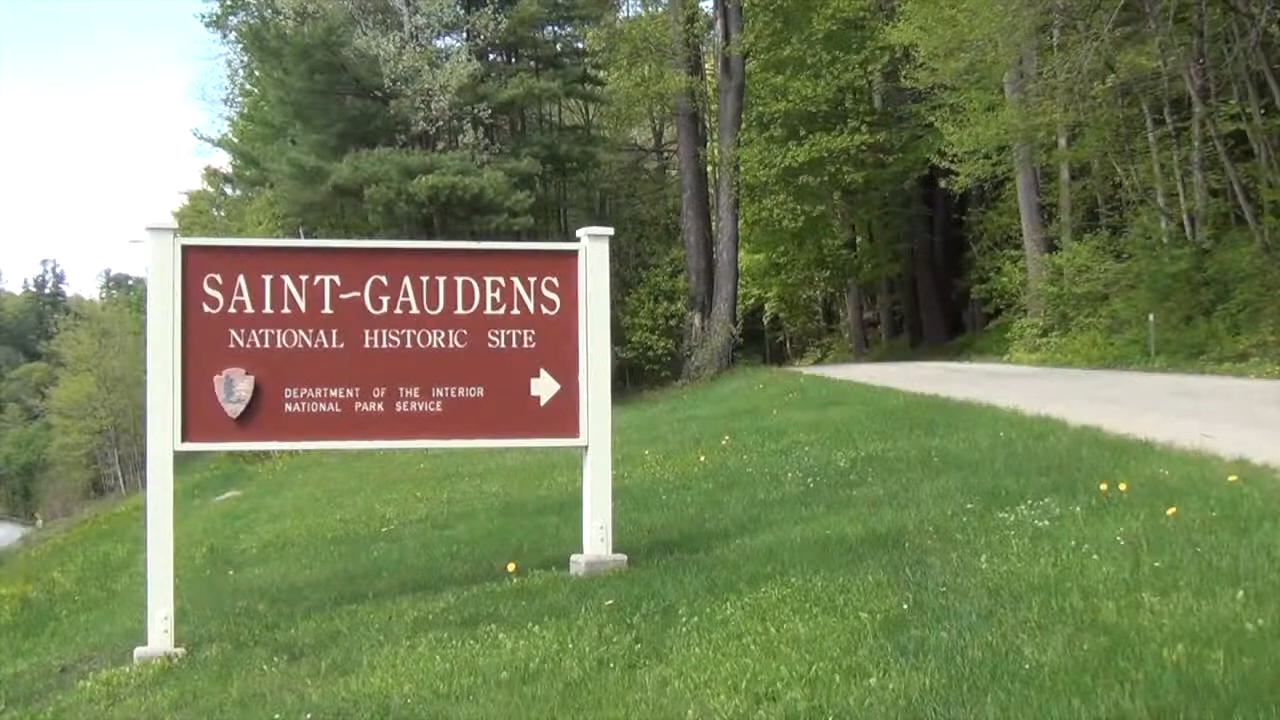 SAINT-GAUDENS
NATIONAL HISTORIC SITE
DEPARTMENT OF THE INTERIOR
NATIONAL PARK SERVICE